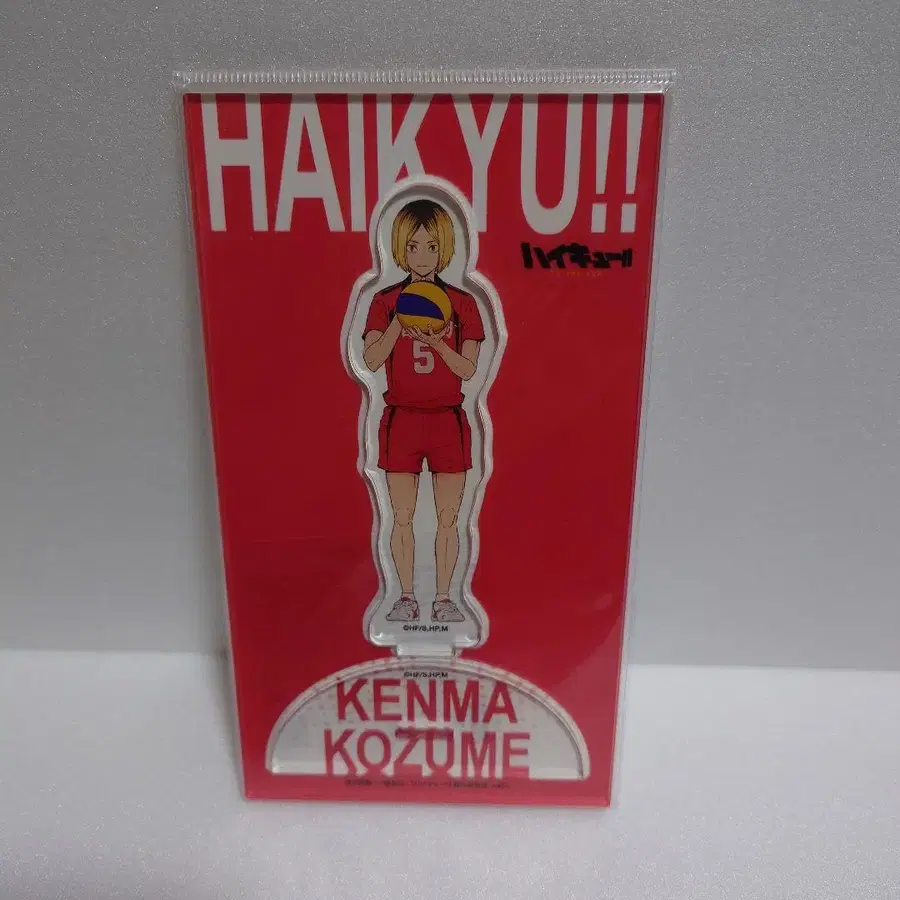 HAIKYU!!
ハイキュー!!
5
©HF/S,HP,M
©HF/S,HP,M
KENMA
KOZUME